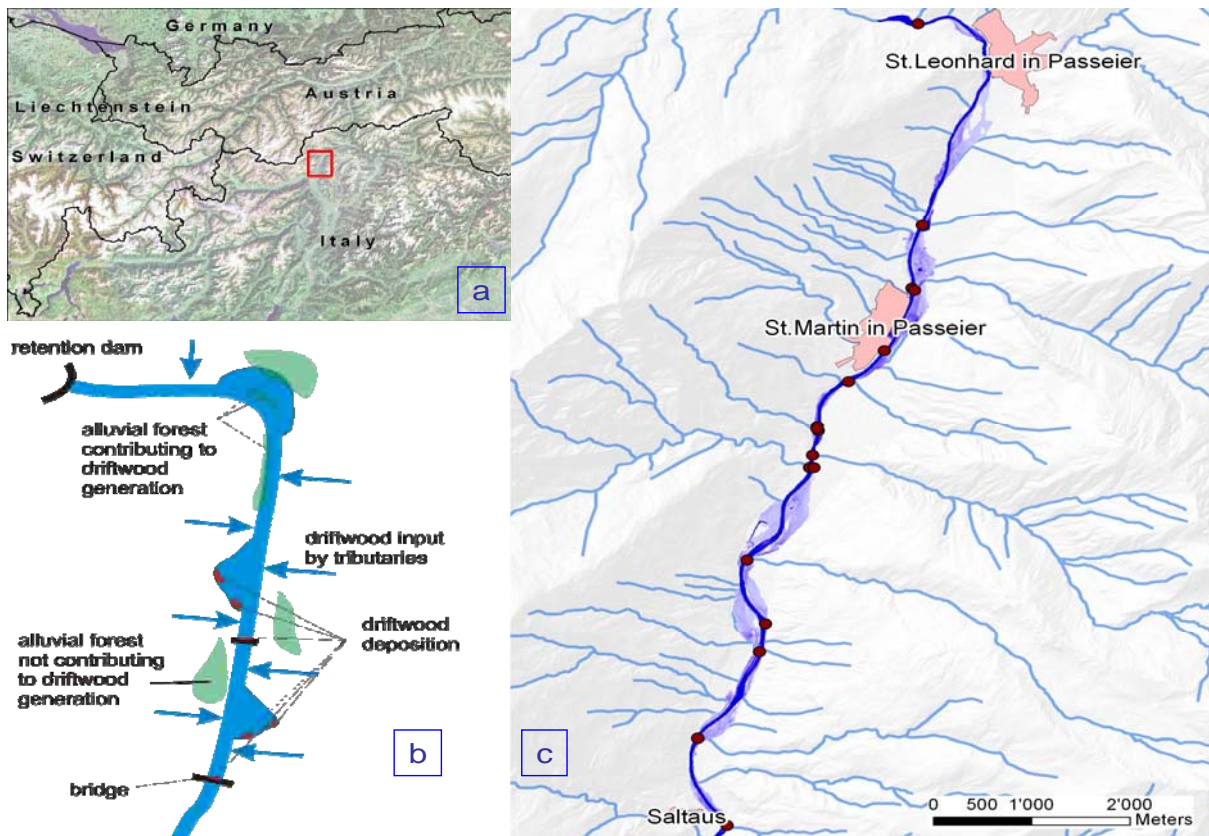 Germany
Liechtenstein
Austria
Switzerland
Italy
a
retention dam
alluvial forest
contributing to
driftwood
generation
driftwood input
by tributaries
driftwood
deposition
alluvial forest
not contributing
to driftwood
generation
bridge
b
St.Leonhard in Passeier
St.Martin in Passeier
Saltaus
c
0 500 1'000 2'000
Meters